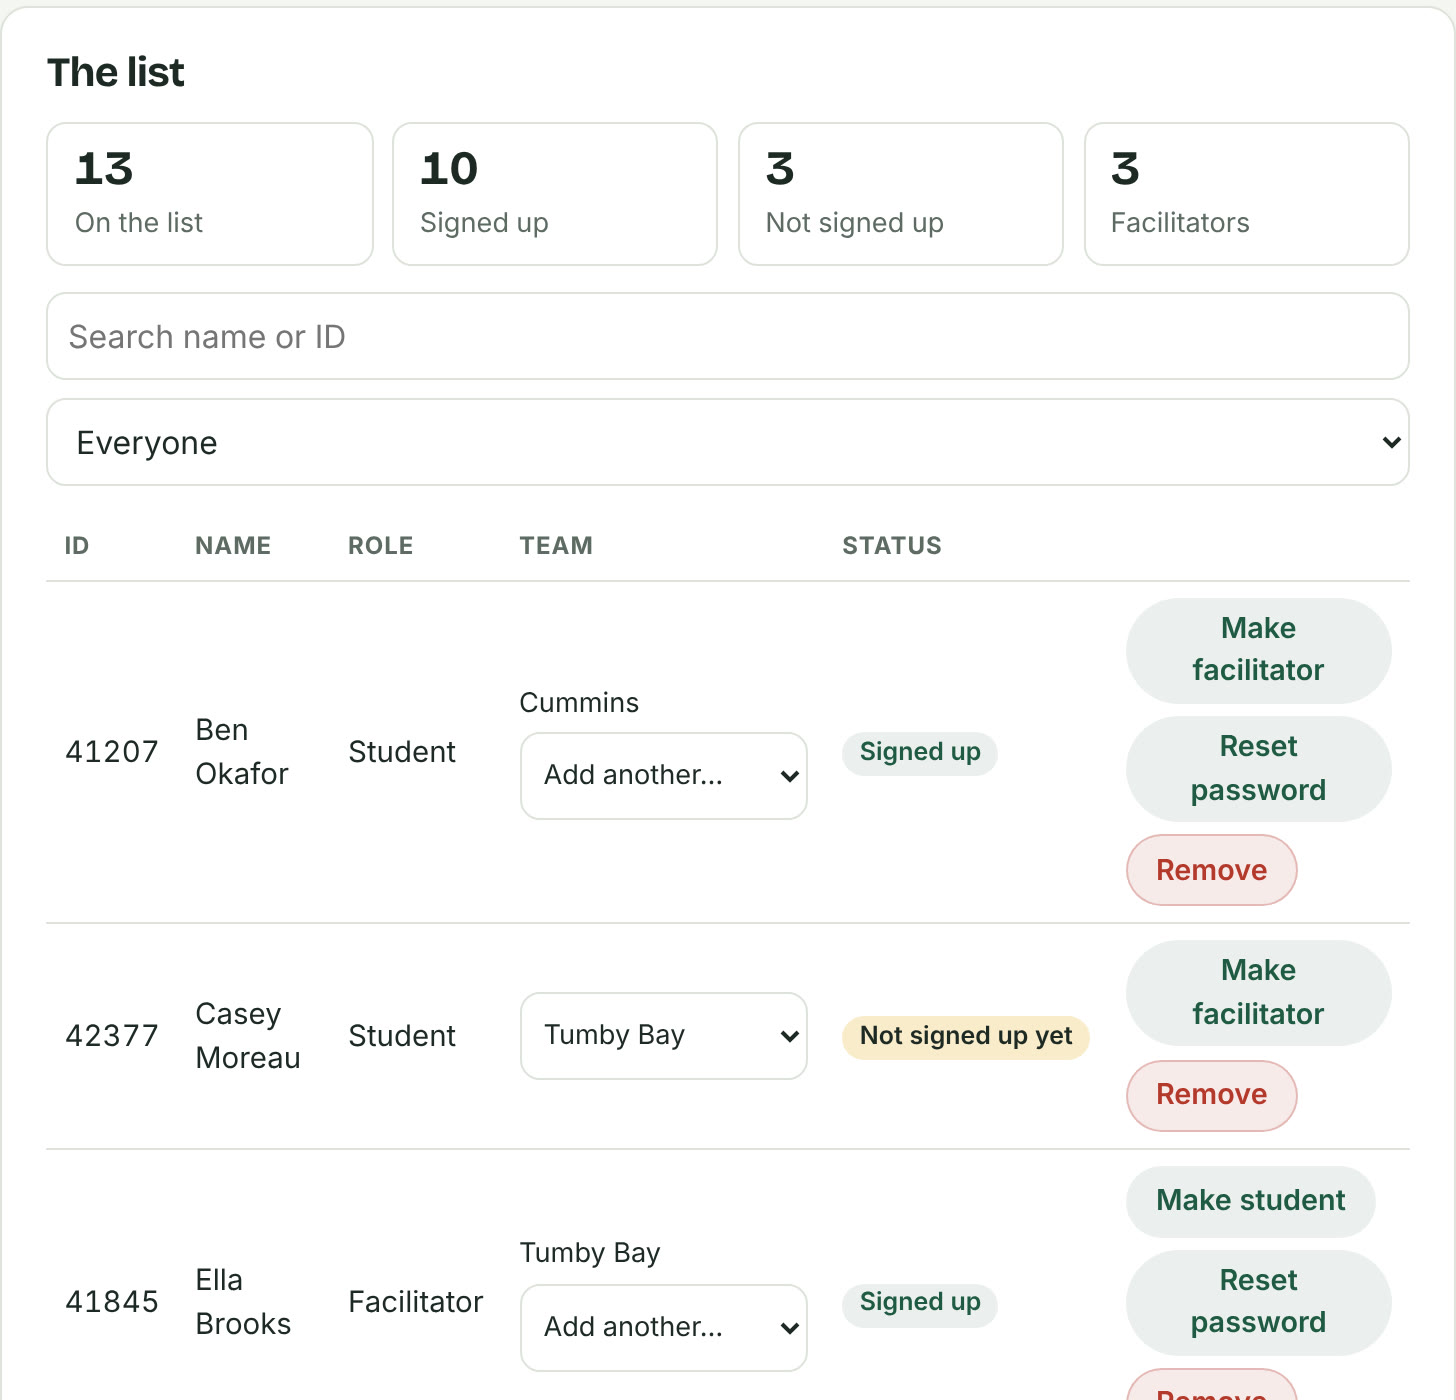 The list
13
On the list
10
Signed up
3
Not signed up
3
Facilitators
Search name or ID
Everyone
ID NAME ROLE TEAM STATUS
41207
Ben
Okafor
Student
Cummins
Add another...
Signed up
Make
facilitator
Reset
password
Remove
42377
Casey
Moreau
Student
Tumby Bay
Not signed up yet
Make
facilitator
Remove
41845
Ella
Brooks
Facilitator
Tumby Bay
Add another...
Signed up
Make student
Reset
password
Remove